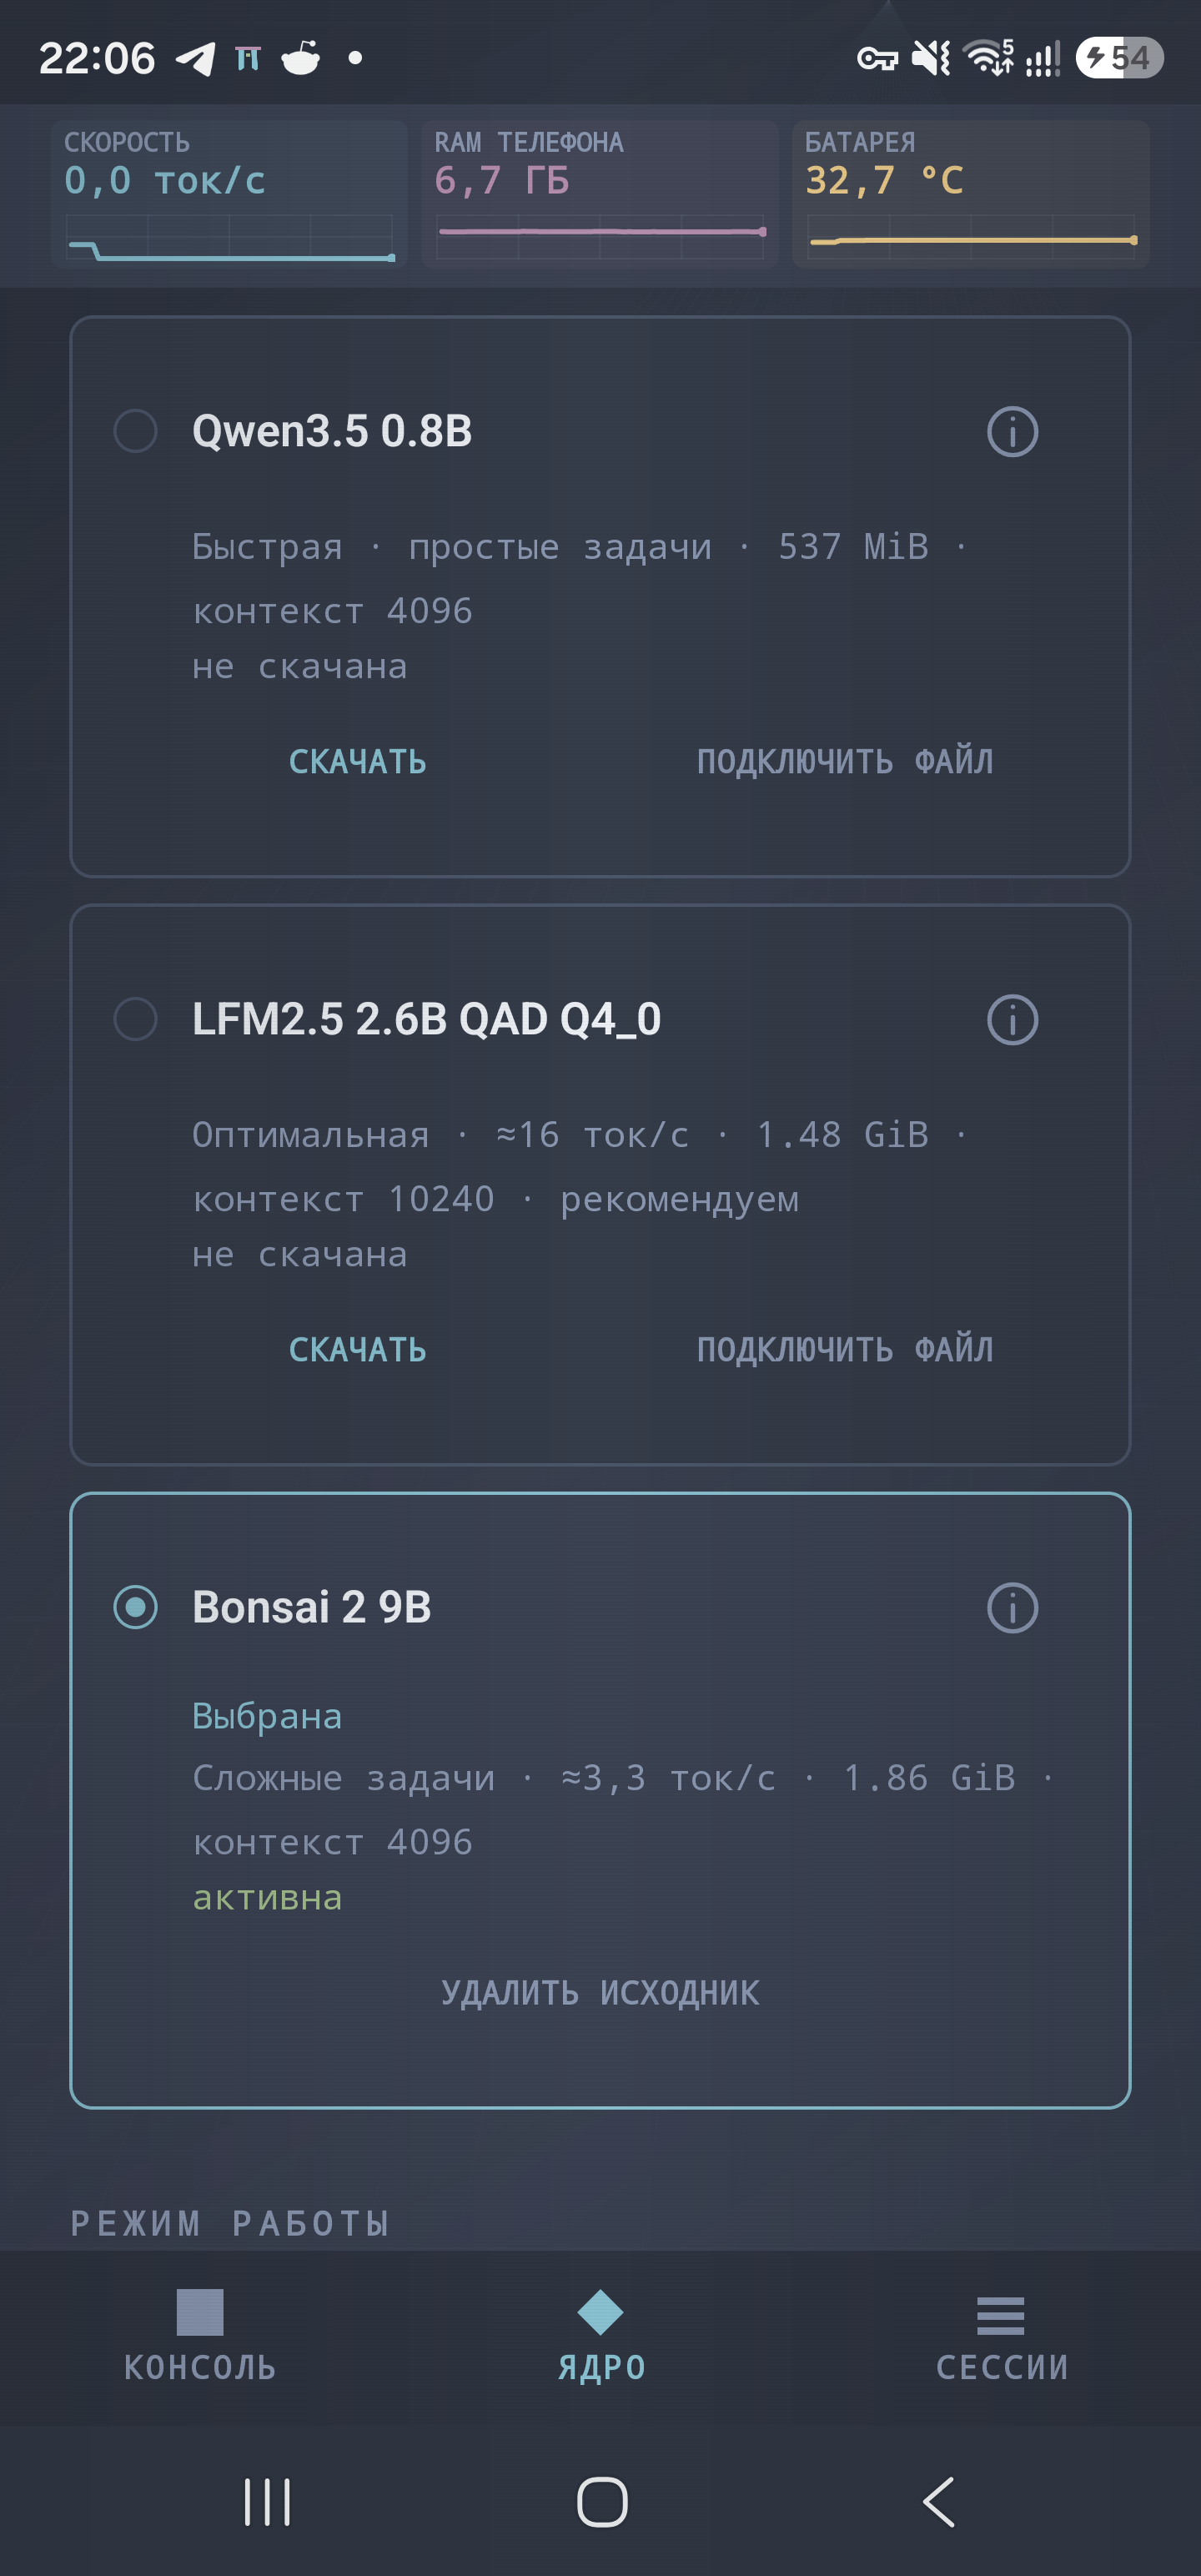 22:06
5
54
СКОРОСТЬ
0,0 ток/с
RAM ТЕЛЕФОНА
6,7 ГБ
БАТАРЕЯ
32,7 °C
Qwen3.5 0.8B
Быстрая · простые задачи · 537 MiB ·
контекст 4096
не скачана
СКАЧАТЬ
ПОДКЛЮЧИТЬ ФАЙЛ
LFM2.5 2.6B QAD Q4_0
Оптимальная · ≈16 ток/с · 1.48 GiB ·
контекст 10240 · рекомендуем
не скачана
СКАЧАТЬ
ПОДКЛЮЧИТЬ ФАЙЛ
Bonsai 2 9B
Выбрана
Сложные задачи · ≈3,3 ток/с · 1.86 GiB ·
контекст 4096
активна
УДАЛИТЬ ИСХОДНИК
РЕЖИМ РАБОТЫ
КОНСОЛЬ
ЯДРО
СЕССИИ